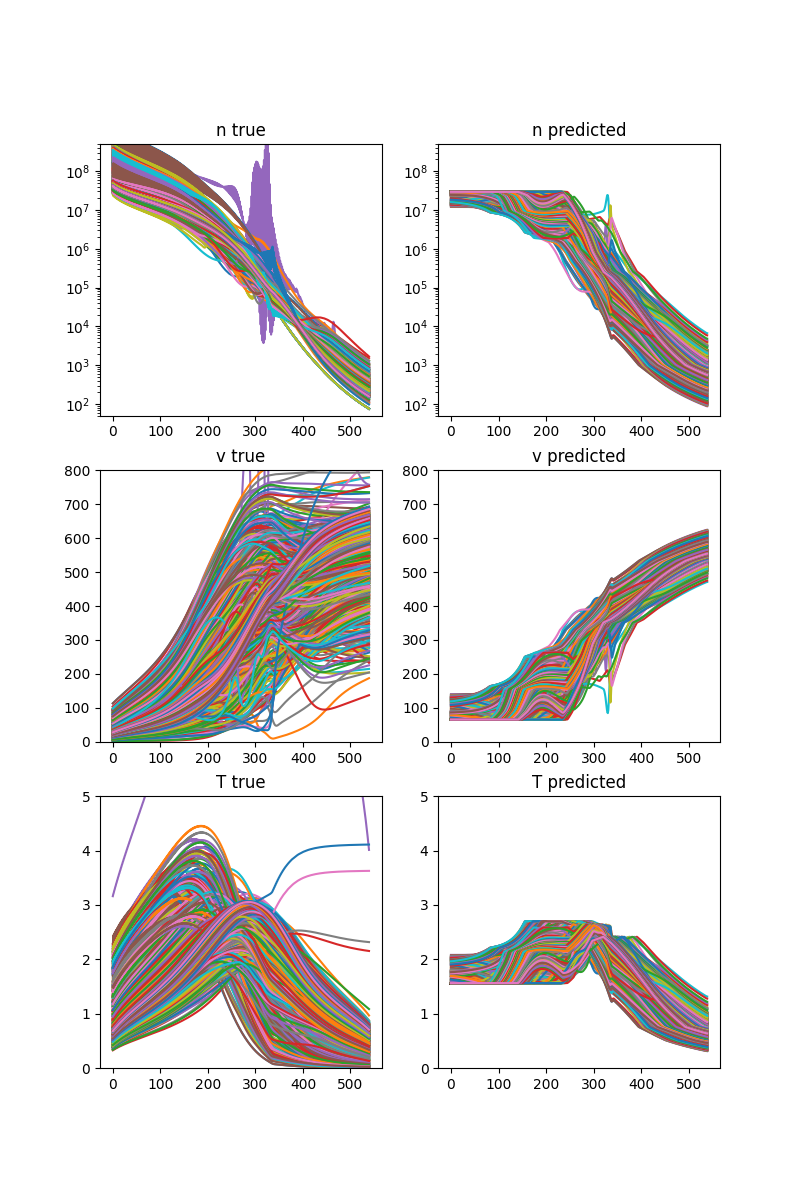 n true
n predicted
10⁸ 10⁸
10⁷ 10⁷
10⁶ 10⁶
10⁵ 10⁵
10⁴ 10⁴
10³ 10³
10² 10²
0 100 200 300 400 500 0 100 200 300 400 500
v true
v predicted
800 800
700 700
600 600
500 500
400 400
300 300
200 200
100 100
0 0
0 100 200 300 400 500 0 100 200 300 400 500
T true
T predicted
5 5
4 4
3 3
2 2
1 1
0 0
0 100 200 300 400 500 0 100 200 300 400 500